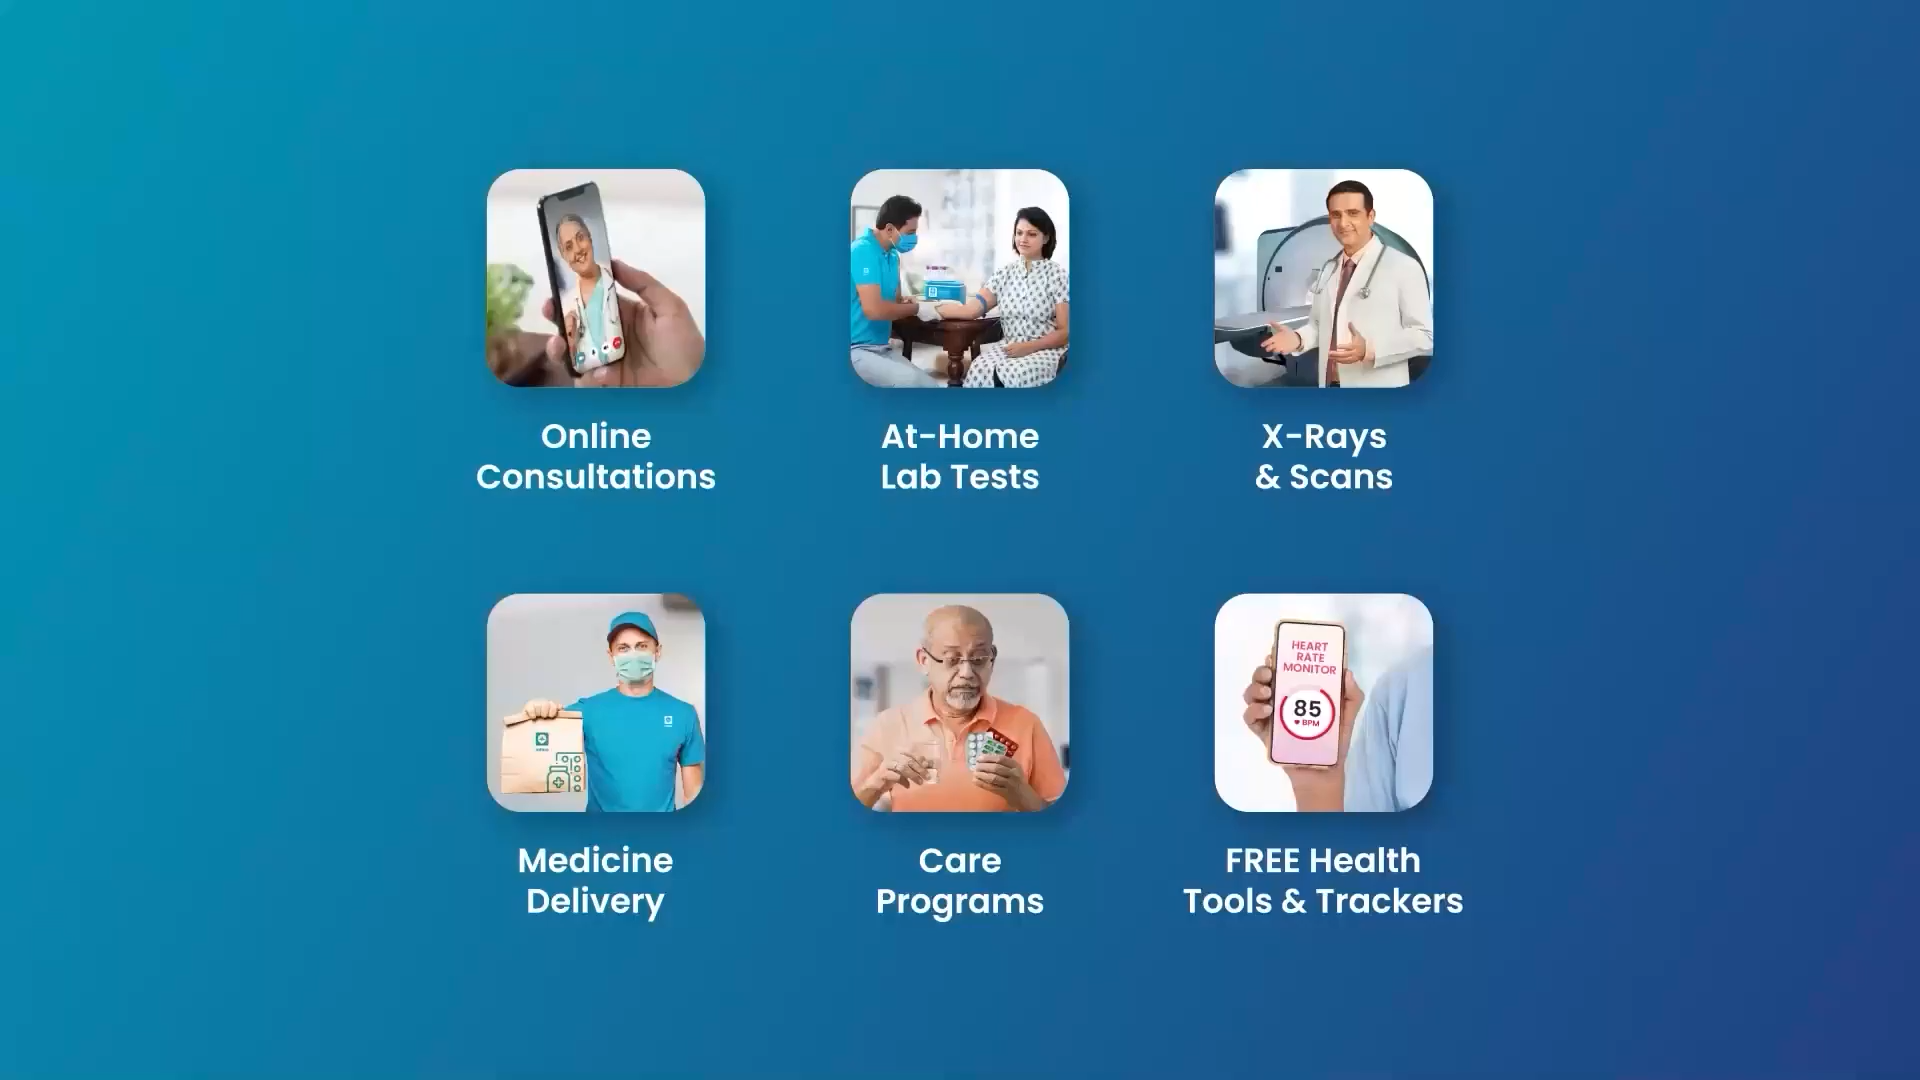 Online
Consultations
At-Home
Lab Tests
X-Rays
& Scans
HEART
RATE
MONITOR
85
BPM
Medicine
Delivery
Care
Programs
FREE Health
Tools & Trackers